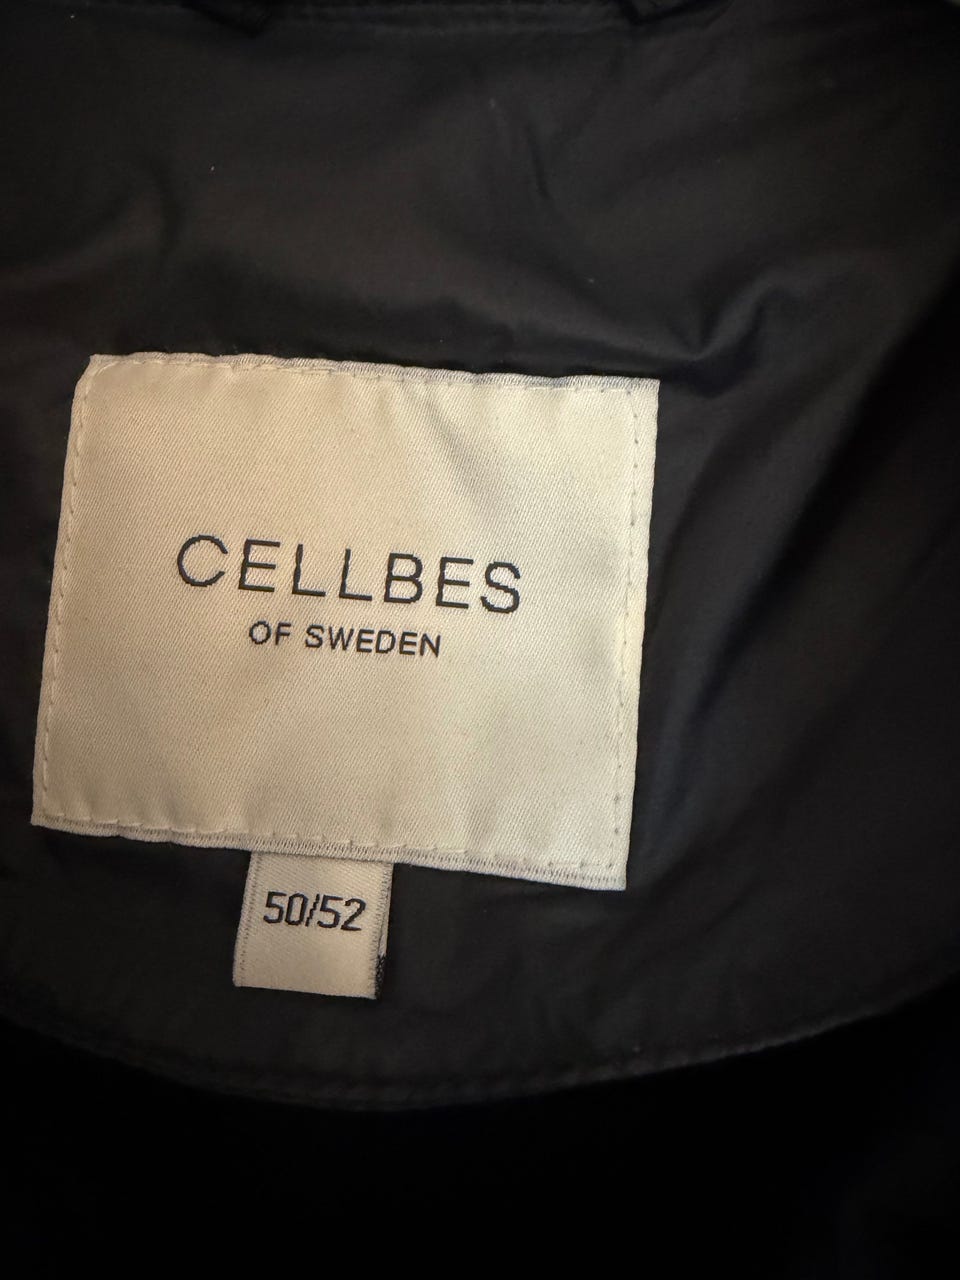 CELLBES
OF SWEDEN
50/52